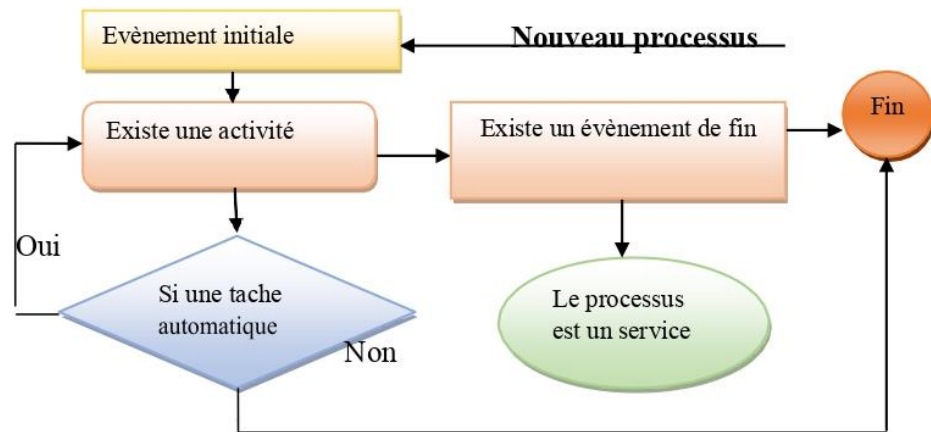 Evènement initiale
Nouveau processus
Fin
Existe une activité
Existe un évènement de fin
Oui
Si une tache
automatique
Non
Le processus
est un service